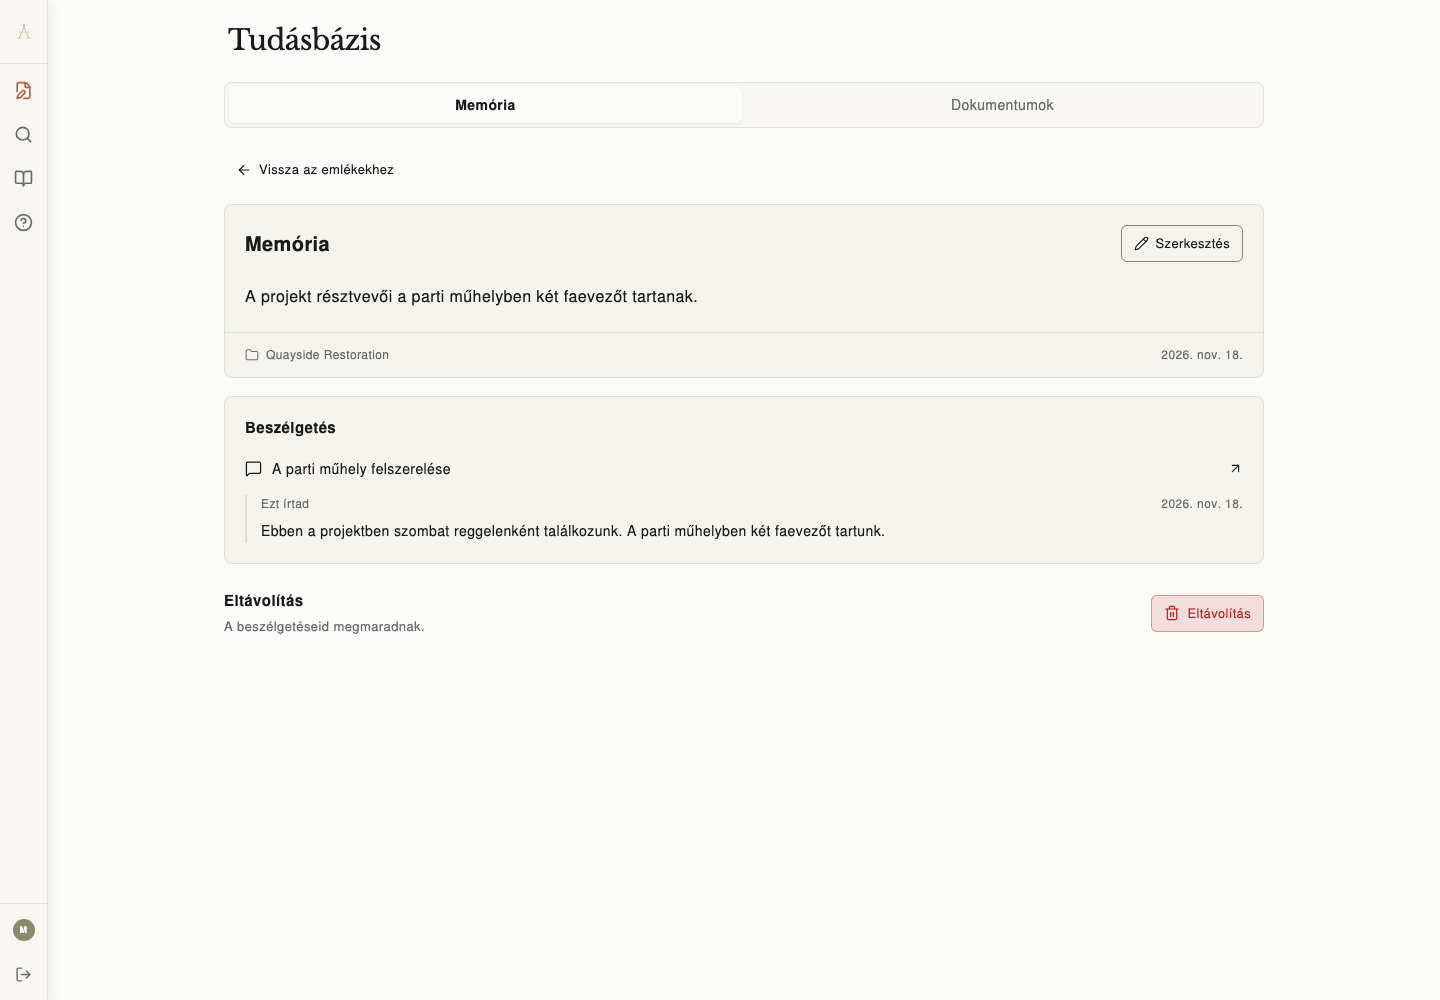 Tudásbázis
Memória
Dokumentumok
Vissza az emlékekhez
Memória
Szerkesztés
A projekt résztvevői a parti műhelyben két faevezőt tartanak.
Quayside Restoration
2026. nov. 18.
Beszélgetés
A parti műhely felszerelése
Ezt írtad
2026. nov. 18.
Ebben a projektben szombat reggelenként találkozunk. A parti műhelyben két faevezőt tartunk.
Eltávolítás
Eltávolítás
A beszélgetéseid megmaradnak.
M